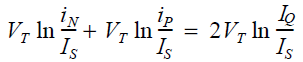 V_T ln i_N/I_S + V_T ln i_P/I_S = 2V_T ln I_Q/I_S